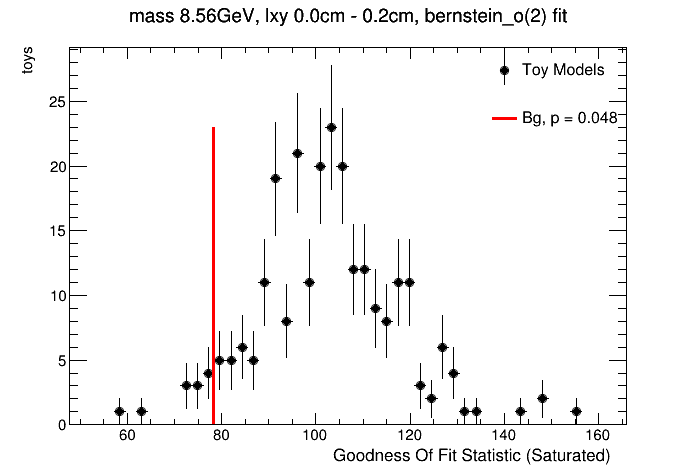 mass 8.56GeV, lxy 0.0cm - 0.2cm, bernstein_o(2) fit
toys
Toy Models
Bg, p = 0.048
25
20
15
10
5
0
60 80 100 120 140 160
Goodness Of Fit Statistic (Saturated)